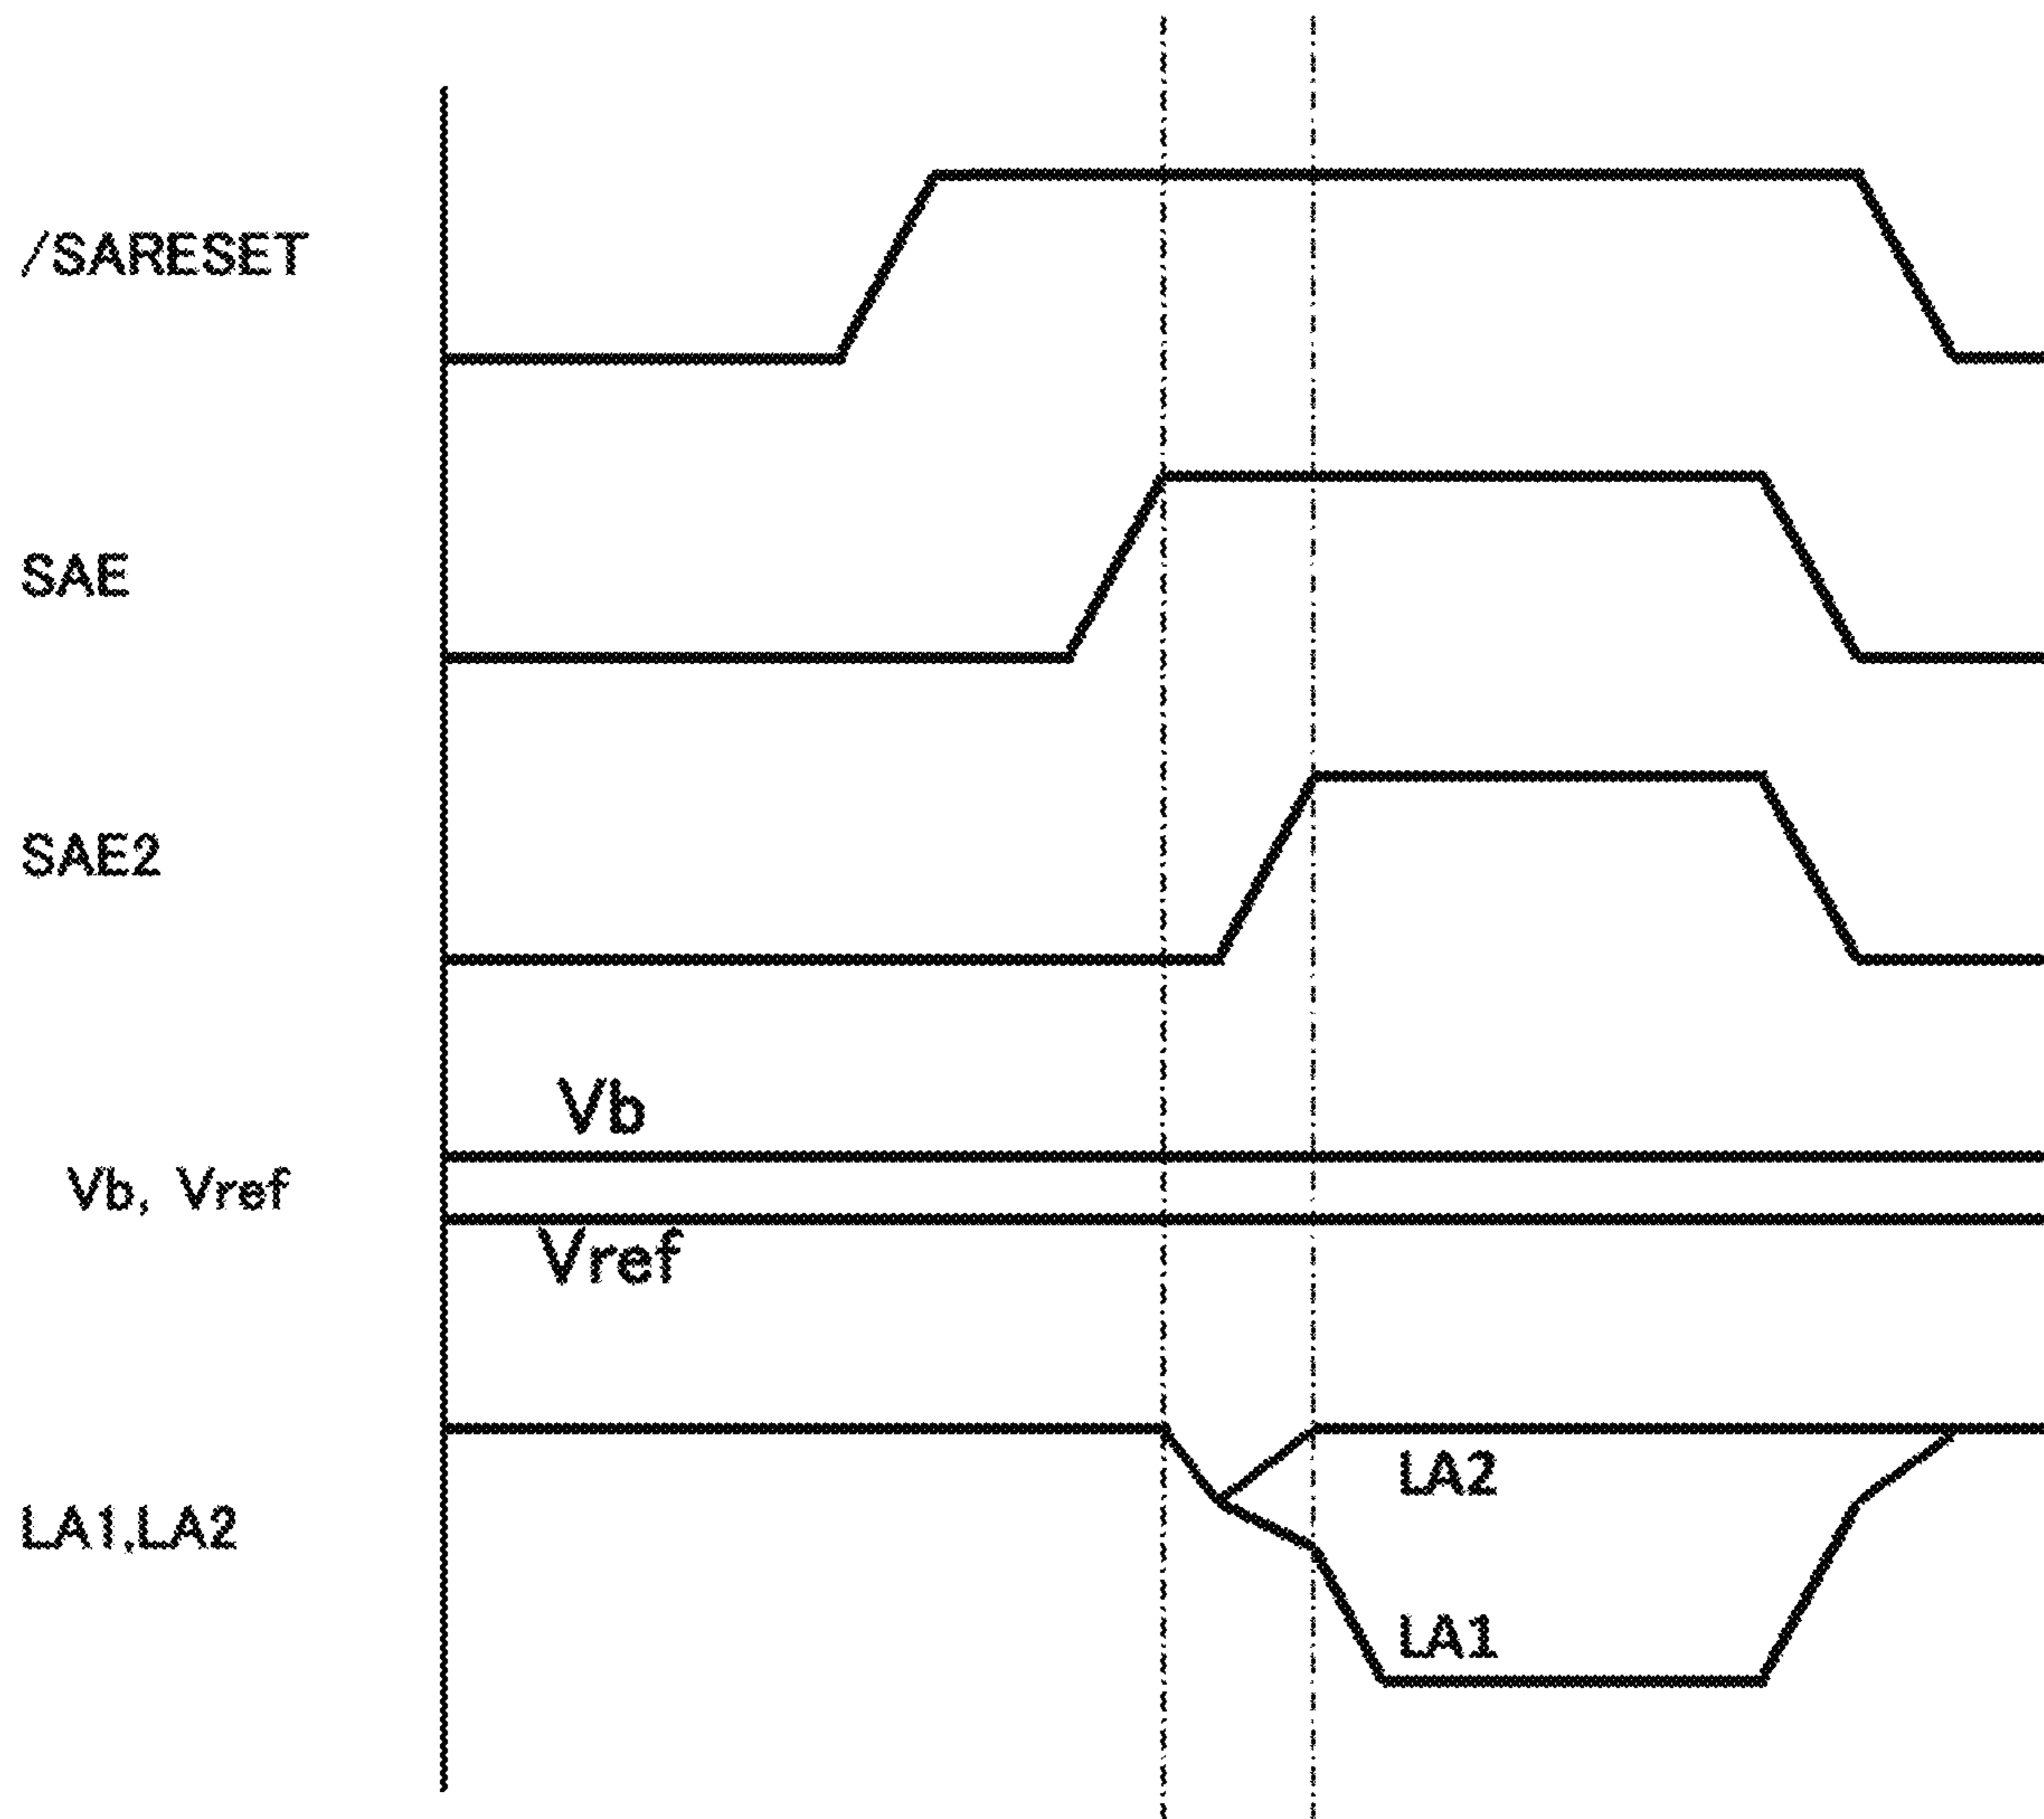 /SARESET
SAE
SAE2
Vb
Vb, Vref
Vref
LA2
LA1,LA2
LA1